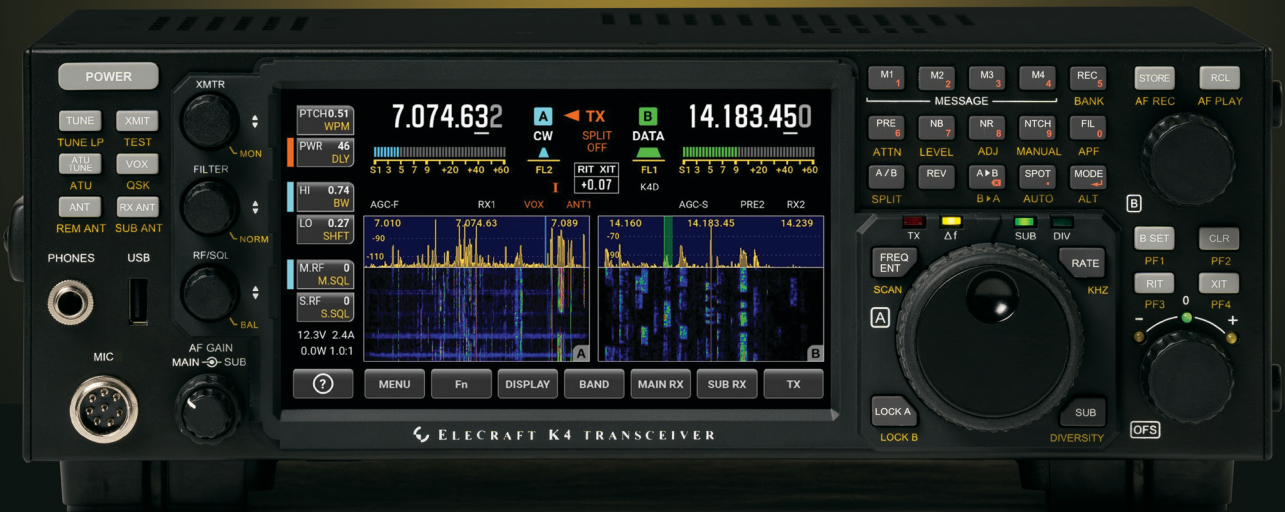 POWER
TUNE XMIT
TUNE LP TEST
ATU TUNE VOX
ATU QSK
ANT RX ANT
REM ANT SUB ANT
PHONES USB
MIC
XMTR
MON
FILTER
NORM
RF/SQL
BAL
AF GAIN
MAIN SUB
PTCH 0.51
WPM
PWR 46
DLY
HI 0.74
BW
LO 0.27
SHFT
M.RF 0
M.SQL
S.RF 0
S.SQL
12.3V 2.4A
0.0W 1.0:1
7.074.632 A TX B 14.183.450
CW SPLIT OFF DATA
FL2 FL1
S1 3 5 7 9 +20 +40 +60
S1 3 5 7 9 +20 +40 +60
RIT XIT
+0.07
K4D
I
AGC-F RX1 VOX ANT1 AGC-S PRE2 RX2
7.010 7.074.63 7.089
-90
-110
A
14.160 14.183.45 14.239
-70
-90
B
? MENU Fn DISPLAY BAND MAIN RX SUB RX TX
ELECRAFT K4 TRANSCEIVER
M1 1 M2 2 M3 3 M4 4 REC 5
MESSAGE BANK
PRE 6 NB 7 NR 8 NTCH 9 FIL 0
ATTN LEVEL ADJ MANUAL APF
A/B REV A▸B SPOT . MODE
SPLIT B▸A AUTO ALT
STORE RCL
AF REC AF PLAY
B
TX Δf SUB DIV
FREQ ENT RATE
SCAN KHZ
A
LOCK A SUB
LOCK B DIVERSITY
B SET CLR
PF1 PF2
RIT XIT
PF3 PF4
- 0 +
OFS